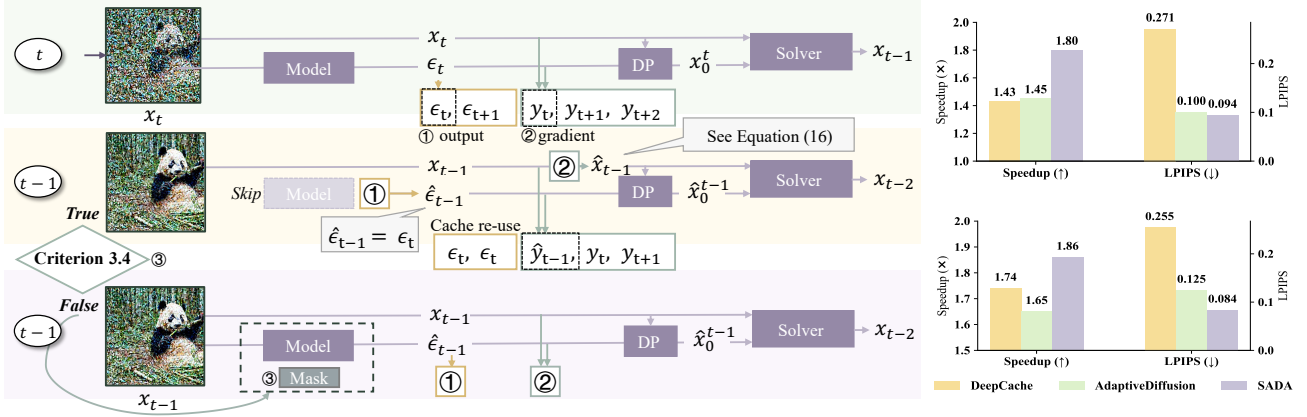 t
x_t
x_t
ϵ_t
Model
DP
x_0^t
Solver
x_{t-1}
ϵ_t, ϵ_{t+1}
y_t, y_{t+1}, y_{t+2}
① output
② gradient
t−1
True
Skip
Model
①
x_{t-1}
ϵ̂_{t-1}
②
x̂_{t-1}
See Equation (16)
DP
x̂_0^{t-1}
Solver
x_{t-2}
ϵ̂_{t-1} = ϵ_t
Cache re-use
ϵ_t, ϵ_t
ŷ_{t-1}, y_t, y_{t+1}
Criterion 3.4 ③
False
t−1
x_{t-1}
Model
③ Mask
x_{t-1}
ϵ̂_{t-1}
①
②
DP
x̂_0^{t-1}
Solver
x_{t-2}
Speedup (×)
2.0
1.8
1.6
1.4
1.2
1.0
1.43
1.45
1.80
0.271
0.100
0.094
0.2
0.1
0.0
LPIPS
Speedup (↑)
LPIPS (↓)
Speedup (×)
2.0
1.9
1.8
1.7
1.6
1.5
1.74
1.65
1.86
0.255
0.125
0.084
0.2
0.1
0.0
LPIPS
Speedup (↑)
LPIPS (↓)
DeepCache
AdaptiveDiffusion
SADA